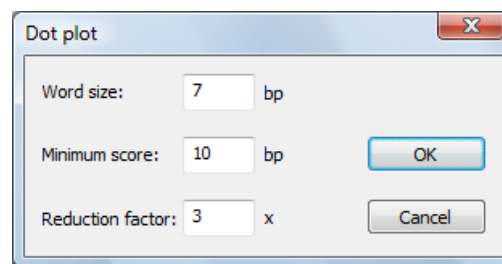 Dot plot
Word size: 7 bp
Minimum score: 10 bp
OK
Reduction factor: 3 x
Cancel